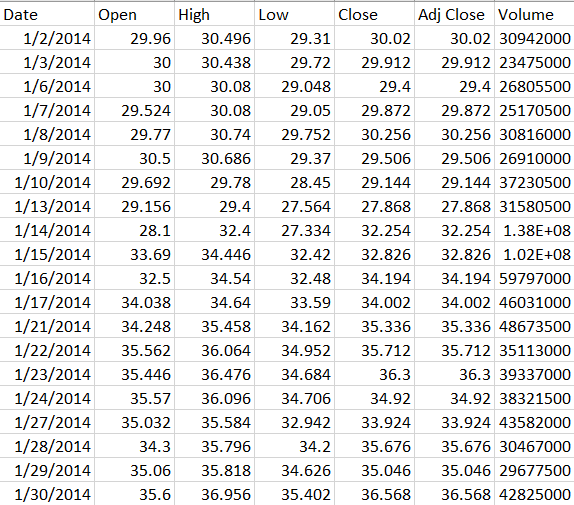 Date Open High Low Close Adj Close Volume
1/2/2014 29.96 30.496 29.31 30.02 30.02 30942000
1/3/2014 30 30.438 29.72 29.912 29.912 23475000
1/6/2014 30 30.08 29.048 29.4 29.4 26805500
1/7/2014 29.524 30.08 29.05 29.872 29.872 25170500
1/8/2014 29.77 30.74 29.752 30.256 30.256 30816000
1/9/2014 30.5 30.686 29.37 29.506 29.506 26910000
1/10/2014 29.692 29.78 28.45 29.144 29.144 37230500
1/13/2014 29.156 29.4 27.564 27.868 27.868 31580500
1/14/2014 28.1 32.4 27.334 32.254 32.254 1.38E+08
1/15/2014 33.69 34.446 32.42 32.826 32.826 1.02E+08
1/16/2014 32.5 34.54 32.48 34.194 34.194 59797000
1/17/2014 34.038 34.64 33.59 34.002 34.002 46031000
1/21/2014 34.248 35.458 34.162 35.336 35.336 48673500
1/22/2014 35.562 36.064 34.952 35.712 35.712 35113000
1/23/2014 35.446 36.476 34.684 36.3 36.3 39337000
1/24/2014 35.57 36.096 34.706 34.92 34.92 38321500
1/27/2014 35.032 35.584 32.942 33.924 33.924 43582000
1/28/2014 34.3 35.796 34.2 35.676 35.676 30467000
1/29/2014 35.06 35.818 34.626 35.046 35.046 29677500
1/30/2014 35.6 36.956 35.402 36.568 36.568 42825000